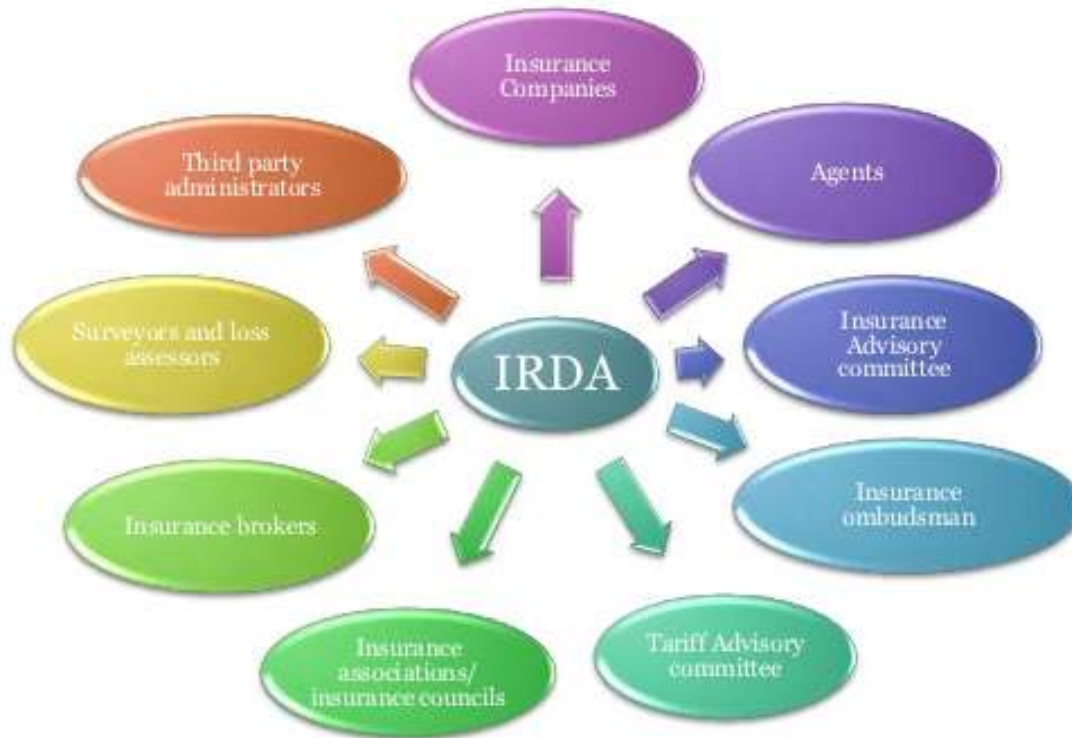 Insurance
Companies
Third party
administrators
Agents
Surveyors and loss
assessors
IRDA
Insurance
Advisory
committee
Insurance brokers
Insurance
ombudsman
Insurance
associations/
insurance councils
Tariff Advisory
committee